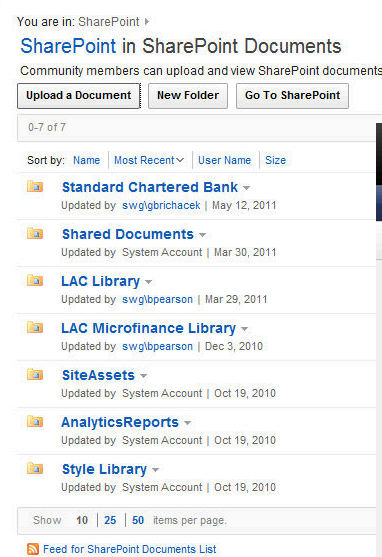 You are in: SharePoint
SharePoint in SharePoint Documents
Community members can upload and view SharePoint documents
Upload a Document New Folder Go To SharePoint
0-7 of 7
Sort by: Name Most Recent User Name Size
Standard Chartered Bank
Updated by swg\gbrichacek | May 12, 2011
Shared Documents
Updated by System Account | Mar 30, 2011
LAC Library
Updated by swg\bpearson | Mar 29, 2011
LAC Microfinance Library
Updated by swg\bpearson | Dec 3, 2010
SiteAssets
Updated by System Account | Oct 19, 2010
AnalyticsReports
Updated by System Account | Oct 19, 2010
Style Library
Updated by System Account | Oct 19, 2010
Show 10 | 25 | 50 items per page.
Feed for SharePoint Documents List